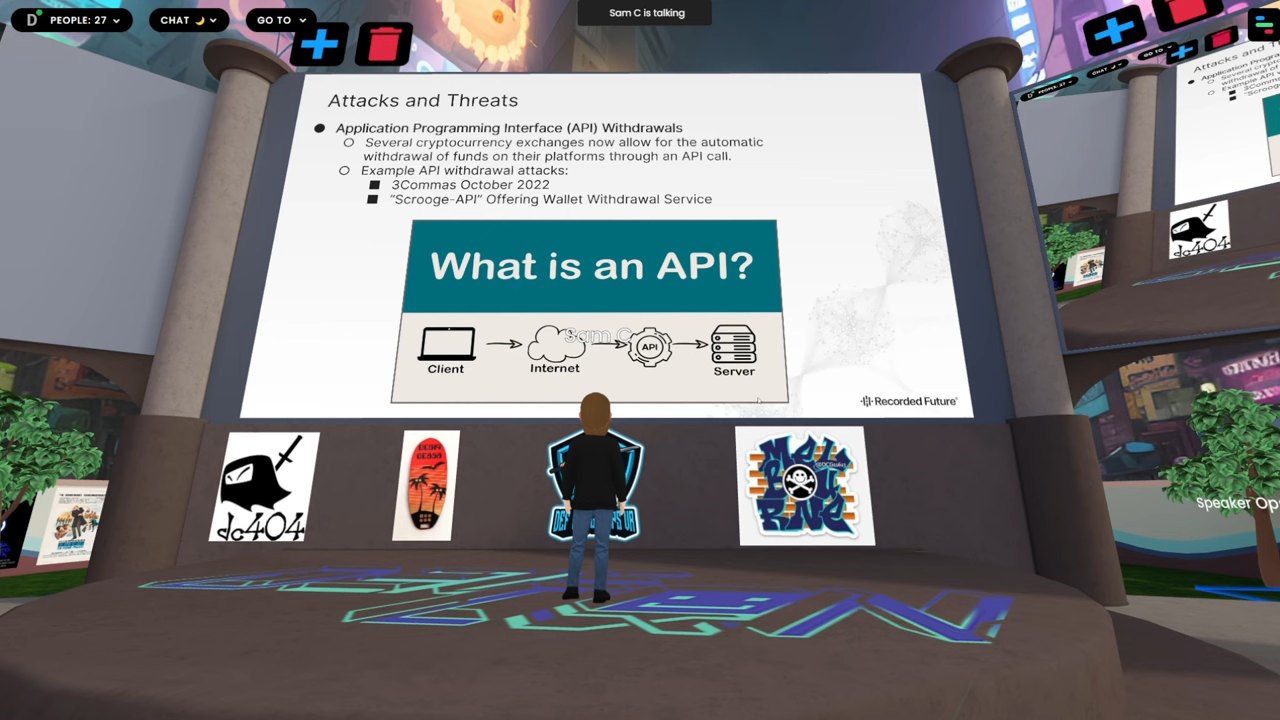 D PEOPLE: 27
CHAT
GO TO
Sam C is talking
Attacks and Threats
Application Programming Interface (API) Withdrawals
Several cryptocurrency exchanges now allow for the automatic
withdrawal of funds on their platforms through an API call.
Example API withdrawal attacks:
3Commas October 2022
"Scrooge-API" Offering Wallet Withdrawal Service
What is an API?
Sam C
API
Client
Internet
Server
Recorded Future
dc404
dc404
Speaker Op